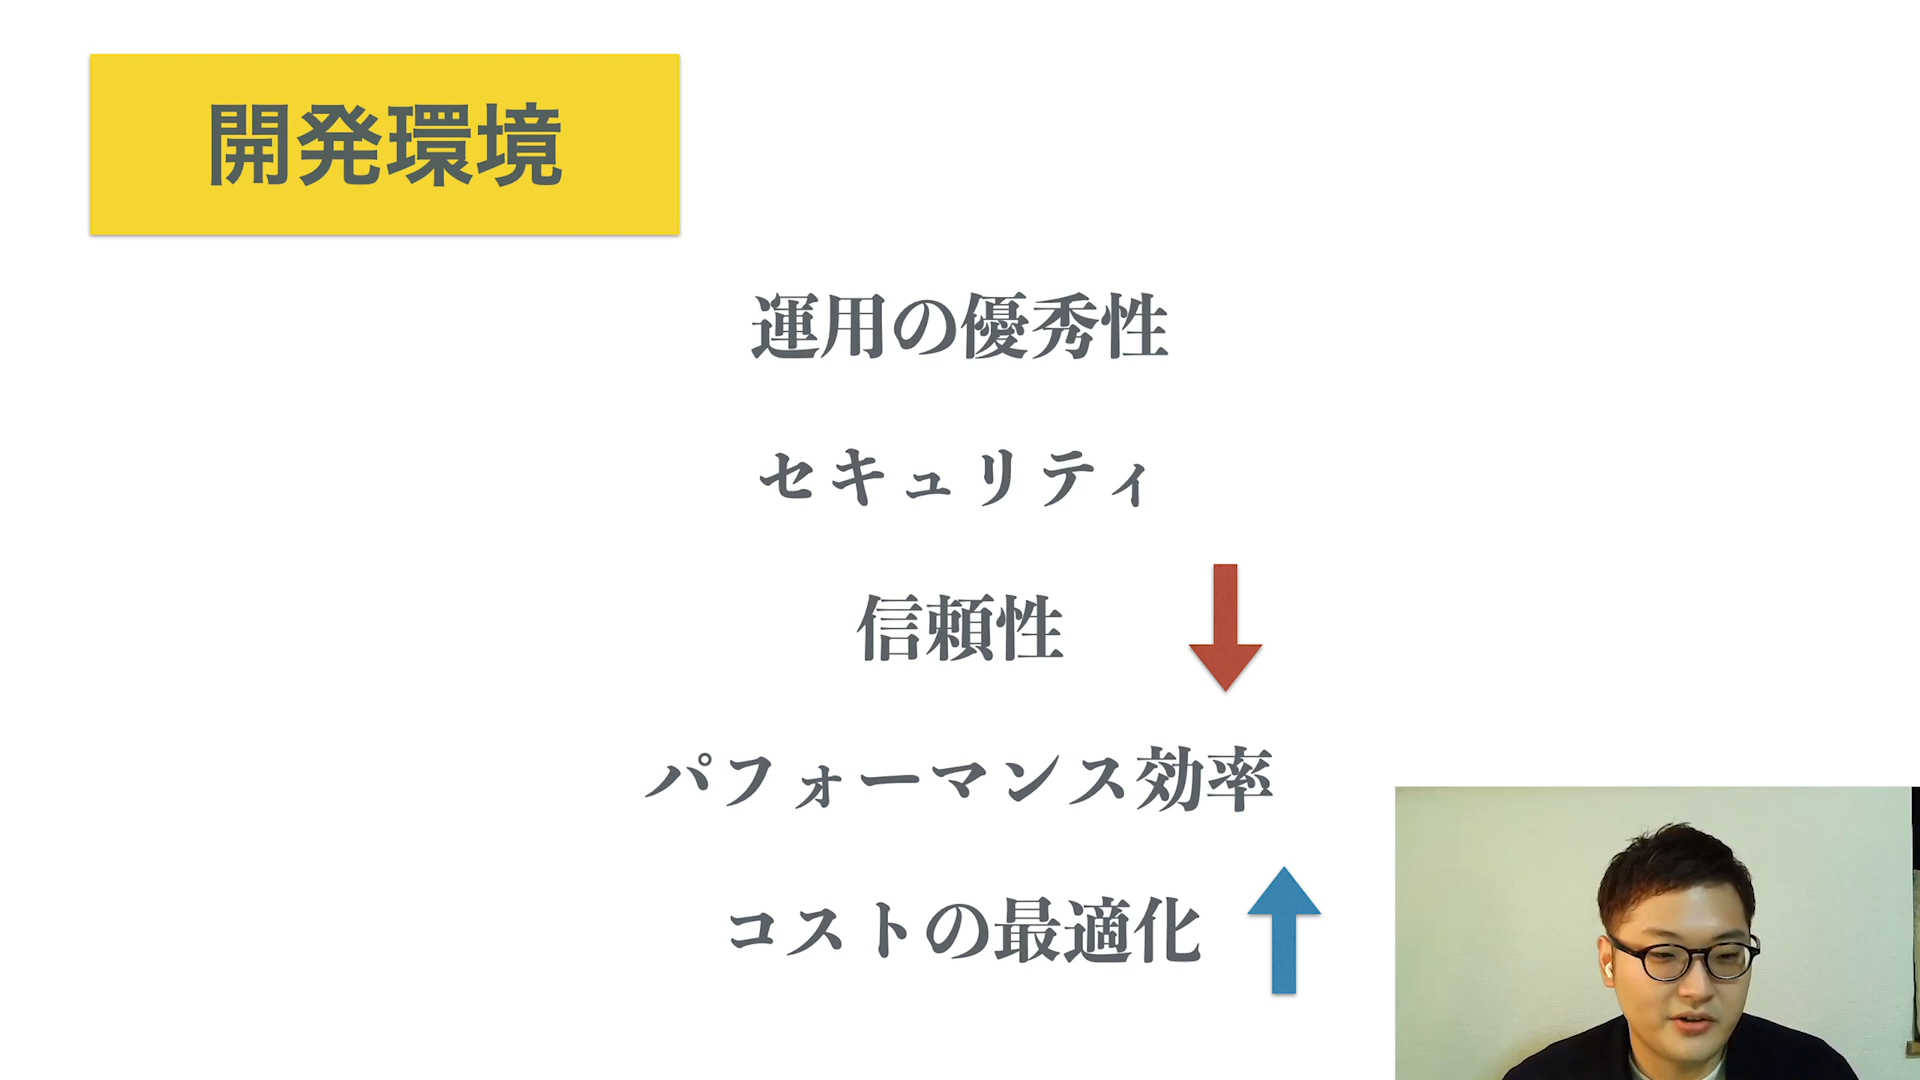 開発環境
運用の優秀性
セキュリティ
信頼性
パフォーマンス効率
コストの最適化